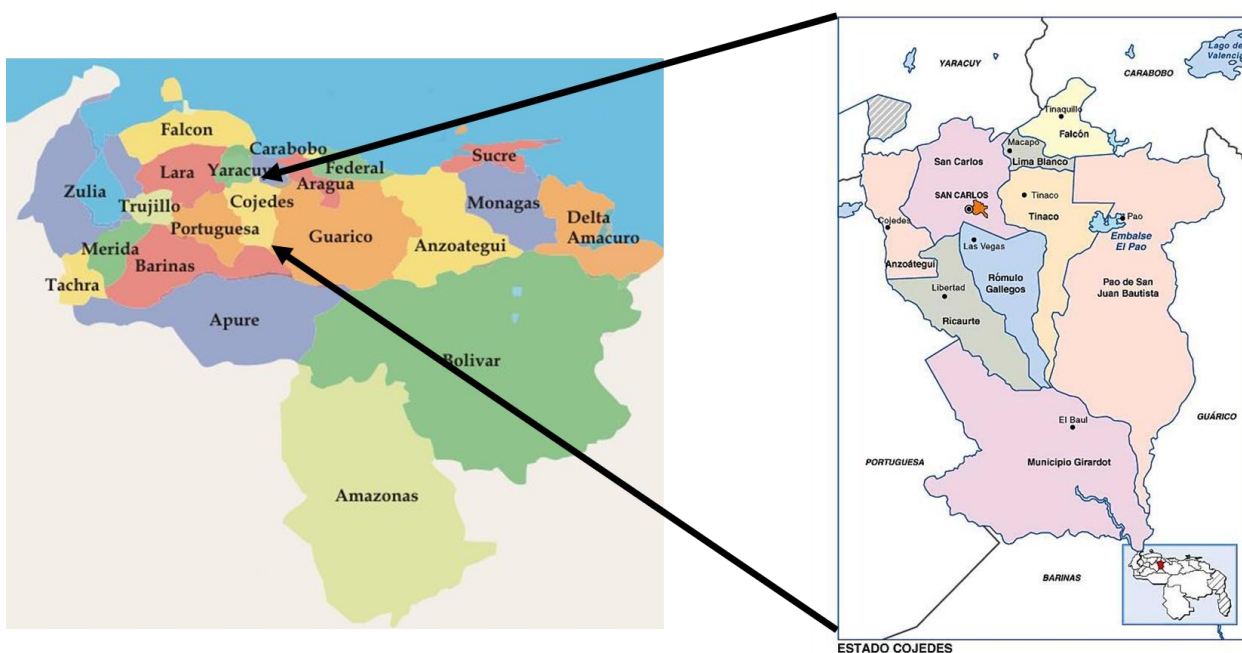 Falcon
Carabobo
Federal
Sucre
Lara
Yaracuy
Aragua
Zulia
Cojedes
Monagas
Trujillo
Delta
Amacuro
Portuguesa
Guarico
Anzoategui
Merida
Barinas
Tachra
Apure
Bolivar
Amazonas
Lago de
Valencia
YARACUY
CARABOBO
Tinaquillo
Falcón
Macapo
San Carlos
Lima Blanco
SAN CARLOS
Tinaco
Tinaco
El Pao
Cojedes
Embalse
El Pao
Las Vegas
Anzoátegui
Rómulo
Gallegos
Pao de San
Juan Bautista
Libertad
Ricaurte
GUÁRICO
El Baul
PORTUGUESA
Municipio Girardot
BARINAS
ESTADO COJEDES